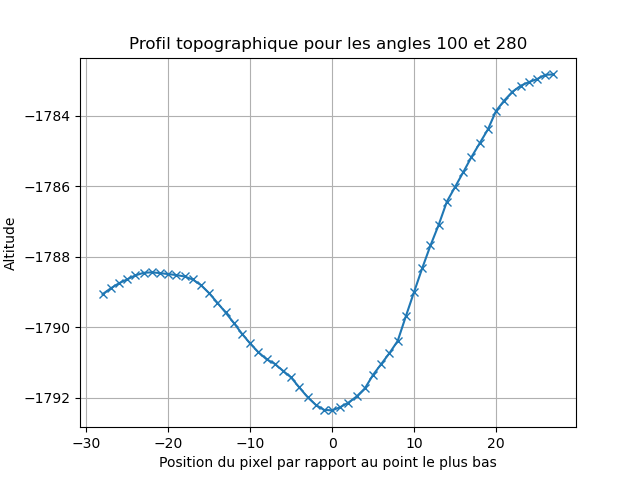 Profil topographique pour les angles 100 et 280
Altitude
−1784
−1786
−1788
−1790
−1792
−30 −20 −10 0 10 20
Position du pixel par rapport au point le plus bas